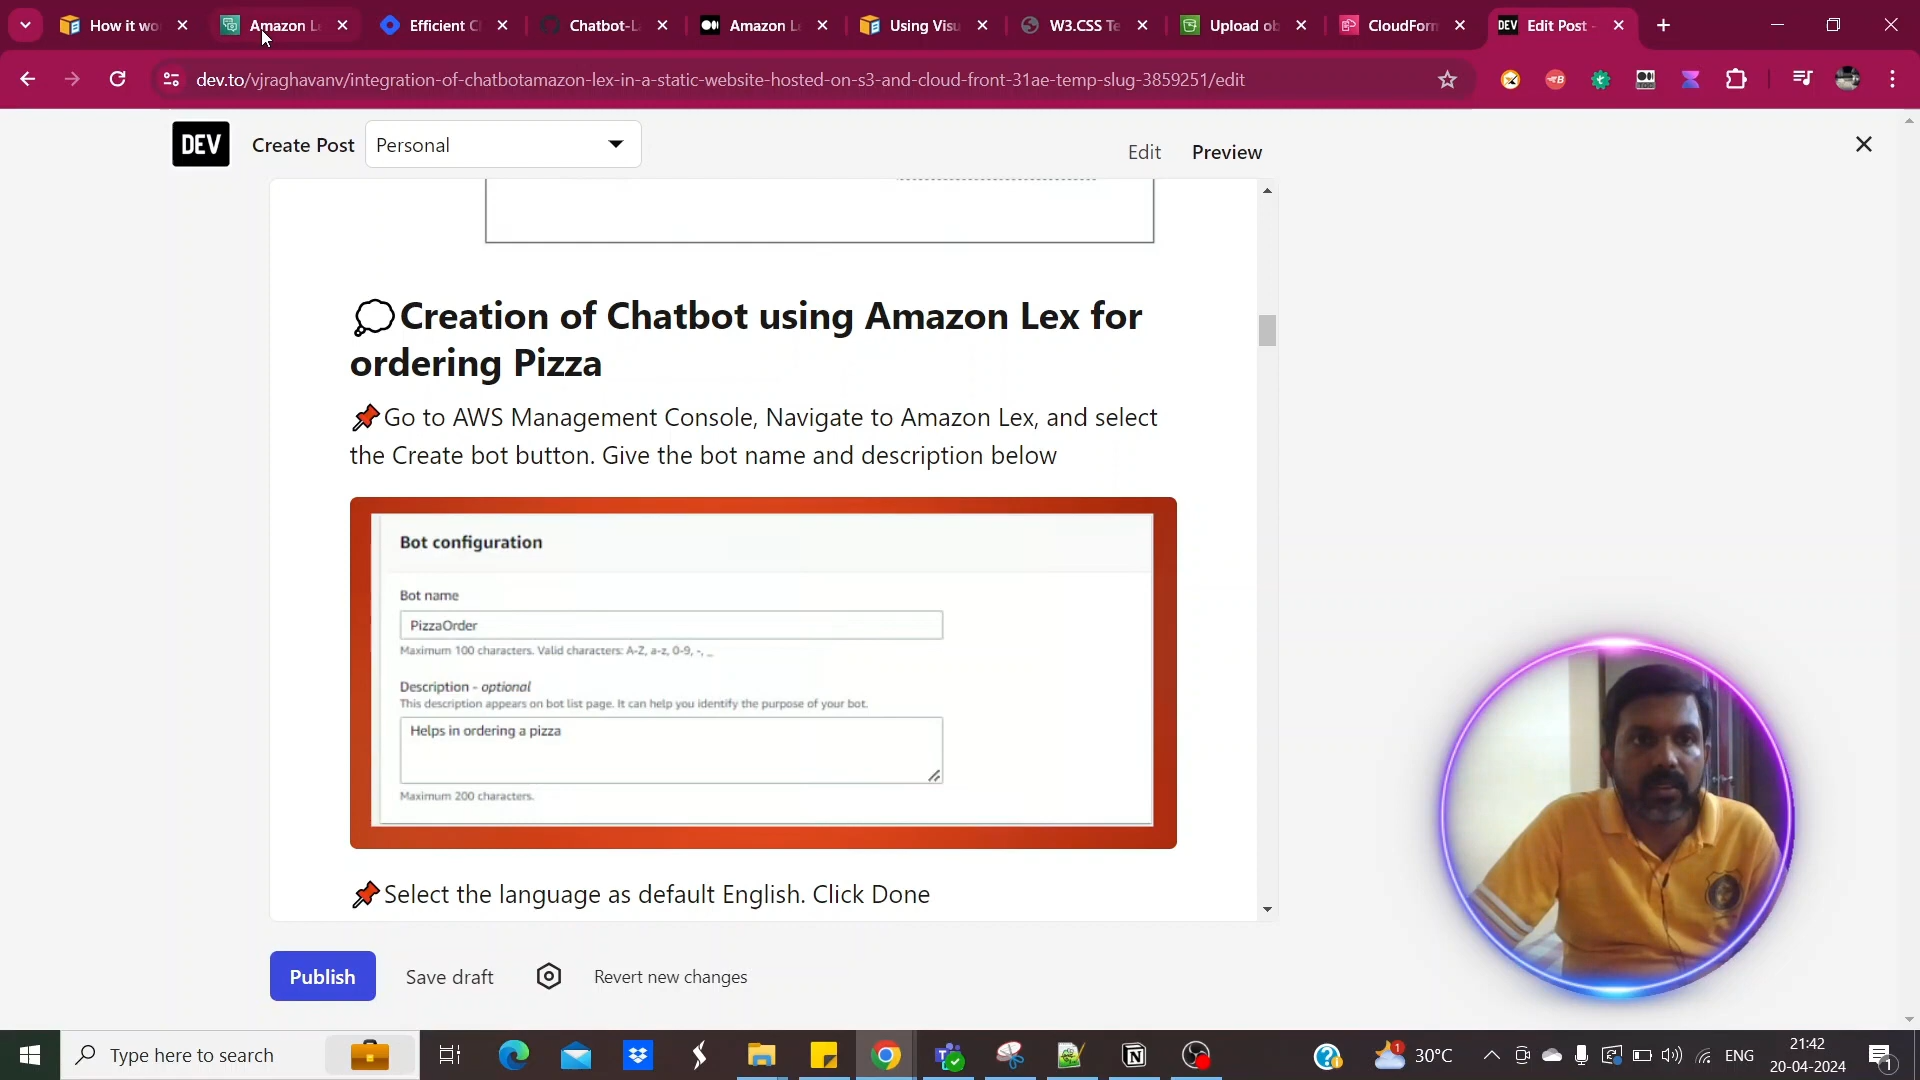 How it wo
Amazon L
Efficient C
Chatbot-L
Amazon L
Using Visu
W3.CSS Te
Upload ob
CloudForm
DEV
Edit Post -
dev.to/vjraghavanv/integration-of-chatbotamazon-lex-in-a-static-website-hosted-on-s3-and-cloud-front-31ae-temp-slug-3859251/edit
DEV
Create Post
Personal
Edit
Preview
Creation of Chatbot using Amazon Lex for
ordering Pizza
Go to AWS Management Console, Navigate to Amazon Lex, and select
the Create bot button. Give the bot name and description below
Bot configuration
Bot name
PizzaOrder
Maximum 100 characters. Valid characters: A-Z, a-z, 0-9, -, _
Description - optional
This description appears on bot list page. It can help you identify the purpose of your bot.
Helps in ordering a pizza
Maximum 200 characters.
Select the language as default English. Click Done
Publish
Save draft
Revert new changes
Type here to search
1
30°C
ENG
21:42
20-04-2024
1